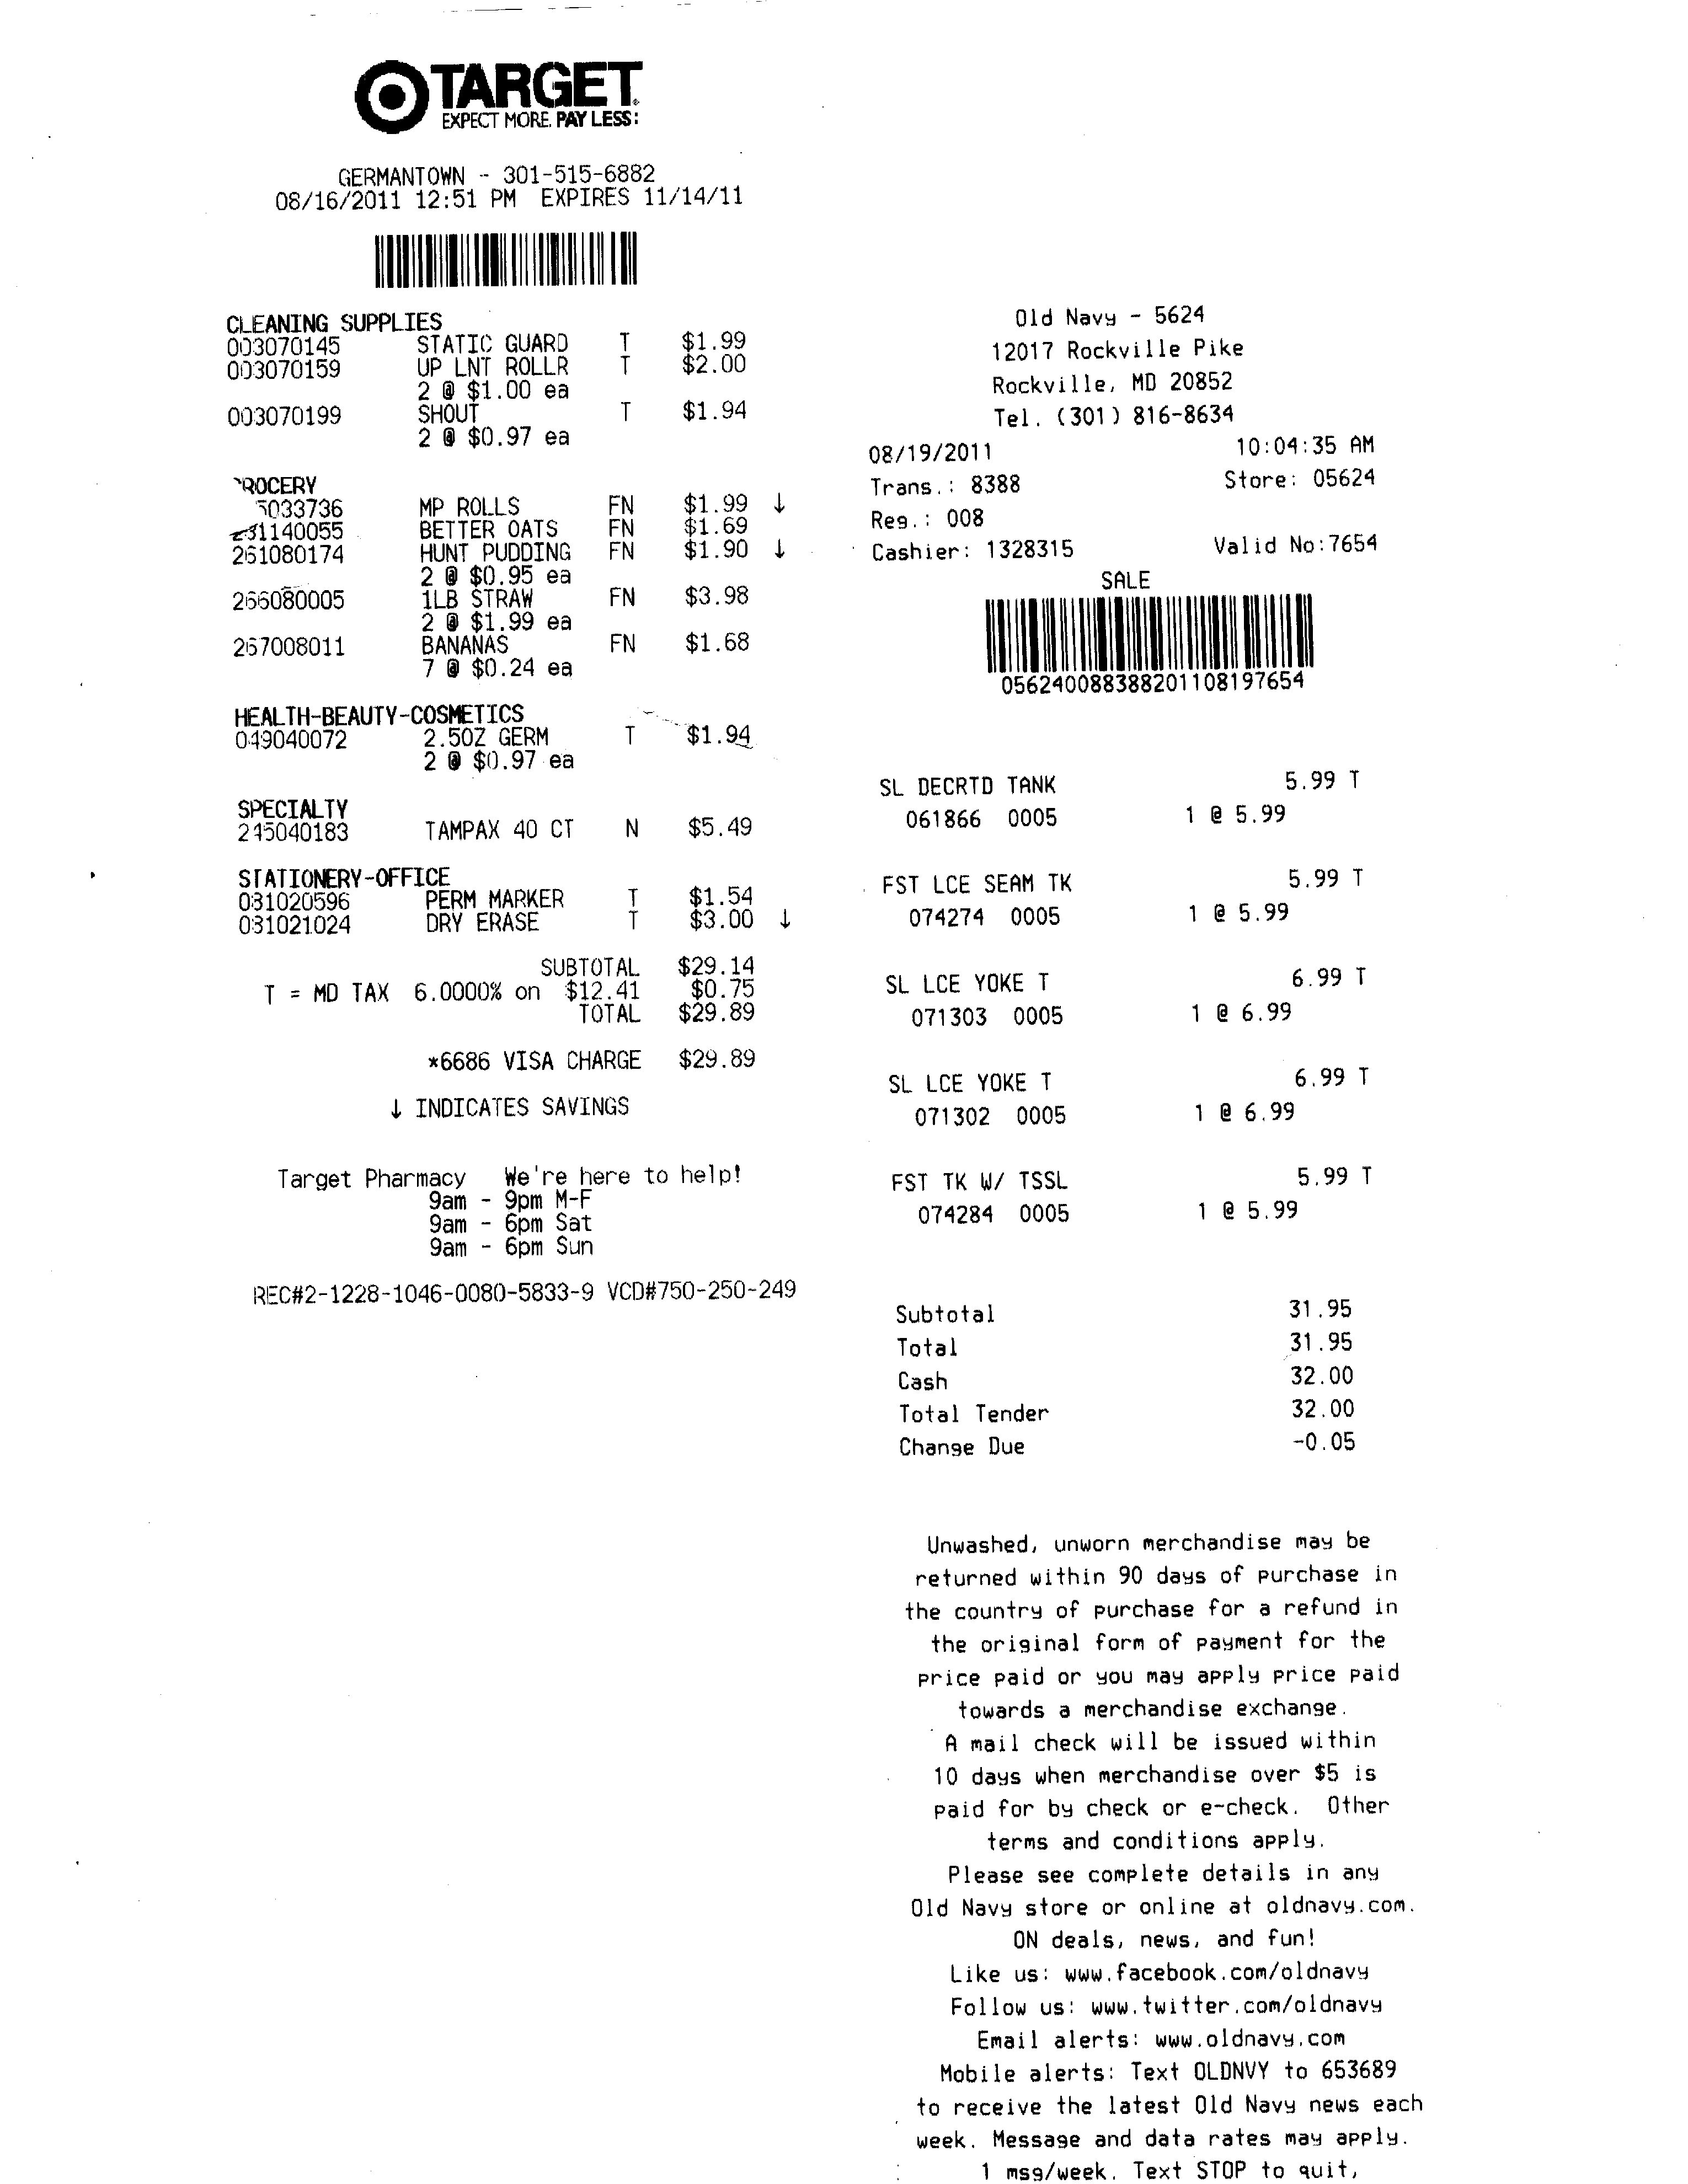 TARGET
EXPECT MORE. PAY LESS.
GERMANTOWN - 301-515-6882
08/16/2011 12:51 PM EXPIRES 11/14/11
CLEANING SUPPLIES
003070145 STATIC GUARD T $1.99
003070159 UP LNT ROLLR T $2.00
2 @ $1.00 ea
003070199 SHOUT T $1.94
2 @ $0.97 ea
ROCERY
5033736 MP ROLLS FN $1.99 ↓
31140055 BETTER OATS FN $1.69
261080174 HUNT PUDDING FN $1.90 ↓
2 @ $0.95 ea
266080005 1LB STRAW FN $3.98
2 @ $1.99 ea
267008011 BANANAS FN $1.68
7 @ $0.24 ea
HEALTH-BEAUTY-COSMETICS
049040072 2.5OZ GERM T $1.94
2 @ $0.97 ea
SPECIALTY
245040183 TAMPAX 40 CT N $5.49
STATIONERY-OFFICE
081020596 PERM MARKER T $1.54
081021024 DRY ERASE T $3.00 ↓
SUBTOTAL $29.14
T = MD TAX 6.0000% on $12.41 $0.75
TOTAL $29.89
*6686 VISA CHARGE $29.89
↓ INDICATES SAVINGS
Target Pharmacy We're here to help!
9am - 9pm M-F
9am - 6pm Sat
9am - 6pm Sun
REC#2-1228-1046-0080-5833-9 VCD#750-250-249
Old Navy - 5624
12017 Rockville Pike
Rockville, MD 20852
Tel. (301) 816-8634
08/19/2011 10:04:35 AM
Trans.: 8388 Store: 05624
Reg.: 008
Cashier: 1328315 Valid No:7654
SALE
056240088388201108197654
SL DECRTD TANK 5.99 T
061866 0005 1 @ 5.99
FST LCE SEAM TK 5.99 T
074274 0005 1 @ 5.99
SL LCE YOKE T 6.99 T
071303 0005 1 @ 6.99
SL LCE YOKE T 6.99 T
071302 0005 1 @ 6.99
FST TK W/ TSSL 5.99 T
074284 0005 1 @ 5.99
Subtotal 31.95
Total 31.95
Cash 32.00
Total Tender 32.00
Change Due -0.05
Unwashed, unworn merchandise may be
returned within 90 days of purchase in
the country of purchase for a refund in
the original form of payment for the
price paid or you may apply price paid
towards a merchandise exchange.
A mail check will be issued within
10 days when merchandise over $5 is
paid for by check or e-check. Other
terms and conditions apply.
Please see complete details in any
Old Navy store or online at oldnavy.com.
ON deals, news, and fun!
Like us: www.facebook.com/oldnavy
Follow us: www.twitter.com/oldnavy
Email alerts: www.oldnavy.com
Mobile alerts: Text OLDNVY to 653689
to receive the latest Old Navy news each
week. Message and data rates may apply.
1 msg/week. Text STOP to quit,